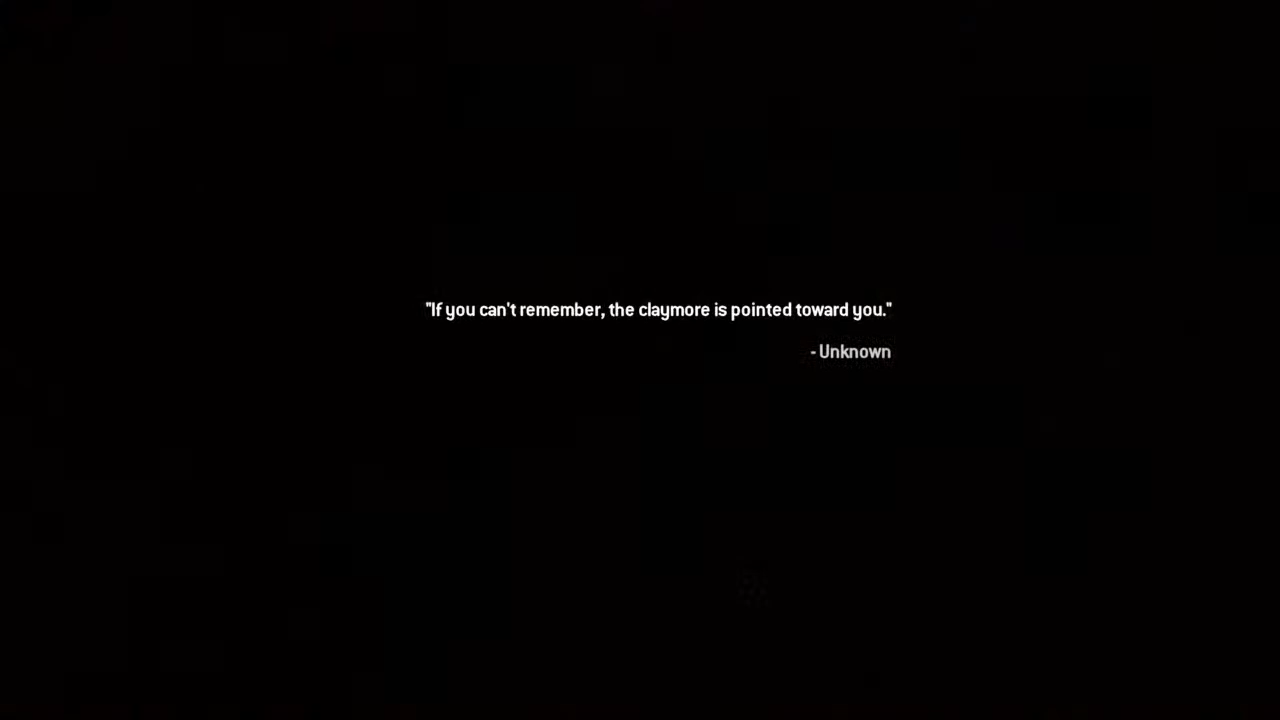 "If you can't remember, the claymore is pointed toward you."
- Unknown